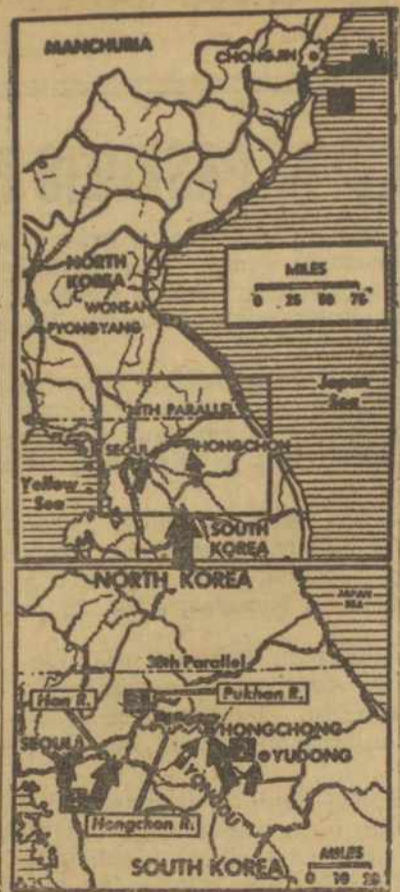 MANCHURIA
CHONGJIN
NORTH
KOREA
WONSAN
PYONGYANG
MILES
0 25 50 75
Japan
Sea
38TH PARALLEL
SEOUL
HONGCHON
Yellow
Sea
SOUTH
KOREA
NORTH KOREA
JAPAN
SEA
38th Parallel
Han R.
Pukhan R.
SEOUL
HONGCHONG
YUDONG
Hongchon R.
SOUTH KOREA
MILES
0 10 20